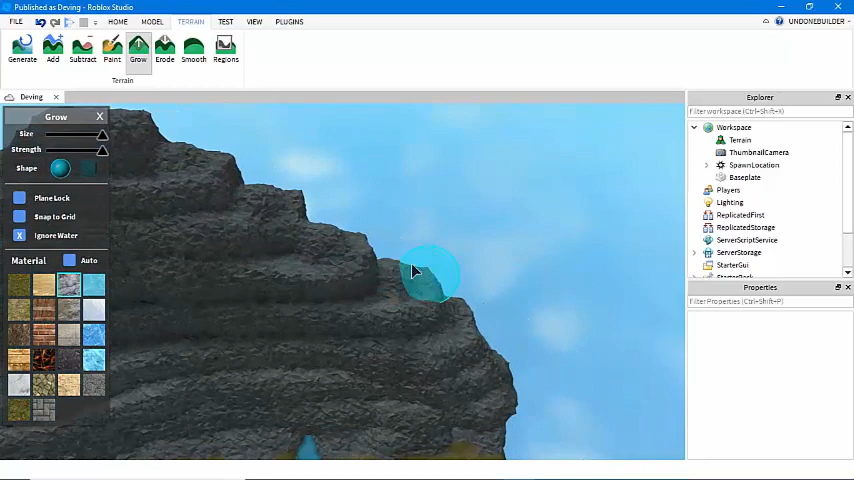 Published as Deving - Roblox Studio
FILE HOME MODEL TERRAIN TEST VIEW PLUGINS UNDONEBUILDER
Generate Add Subtract Paint Grow Erode Smooth Regions
Terrain
Deving
Explorer
Grow X
Filter workspace (Ctrl+Shift+X)
Size
Workspace
Terrain
Strength
ThumbnailCamera
Shape
SpawnLocation
Baseplate
Players
Plane Lock
Lighting
Snap to Grid
ReplicatedFirst
ReplicatedStorage
X Ignore Water
ServerScriptService
ServerStorage
Material Auto
StarterGui
Properties
Filter Properties (Ctrl+Shift+P)